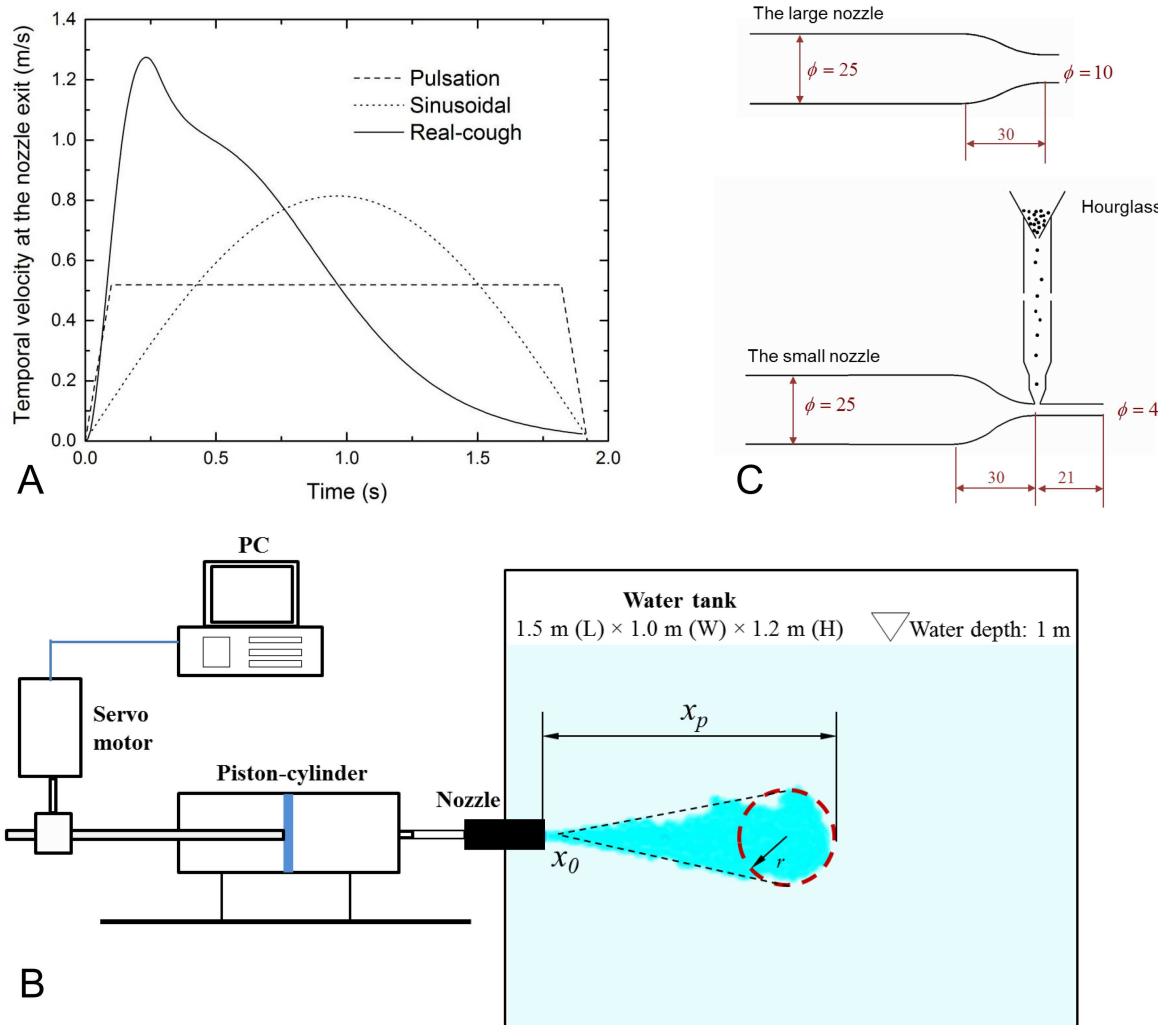 1.4
1.2
1.0
0.8
0.6
0.4
0.2
0.0
Temporal velocity at the nozzle exit (m/s)
Pulsation
Sinusoidal
Real-cough
0.0 0.5 1.0 1.5 2.0
Time (s)
A
The large nozzle
ϕ = 25
ϕ = 10
30
Hourglass
The small nozzle
ϕ = 25
ϕ = 4
30
21
C
PC
Servo
motor
Piston-cylinder
Nozzle
Water tank
1.5 m (L) × 1.0 m (W) × 1.2 m (H)
Water depth: 1 m
xp
x0
r
B